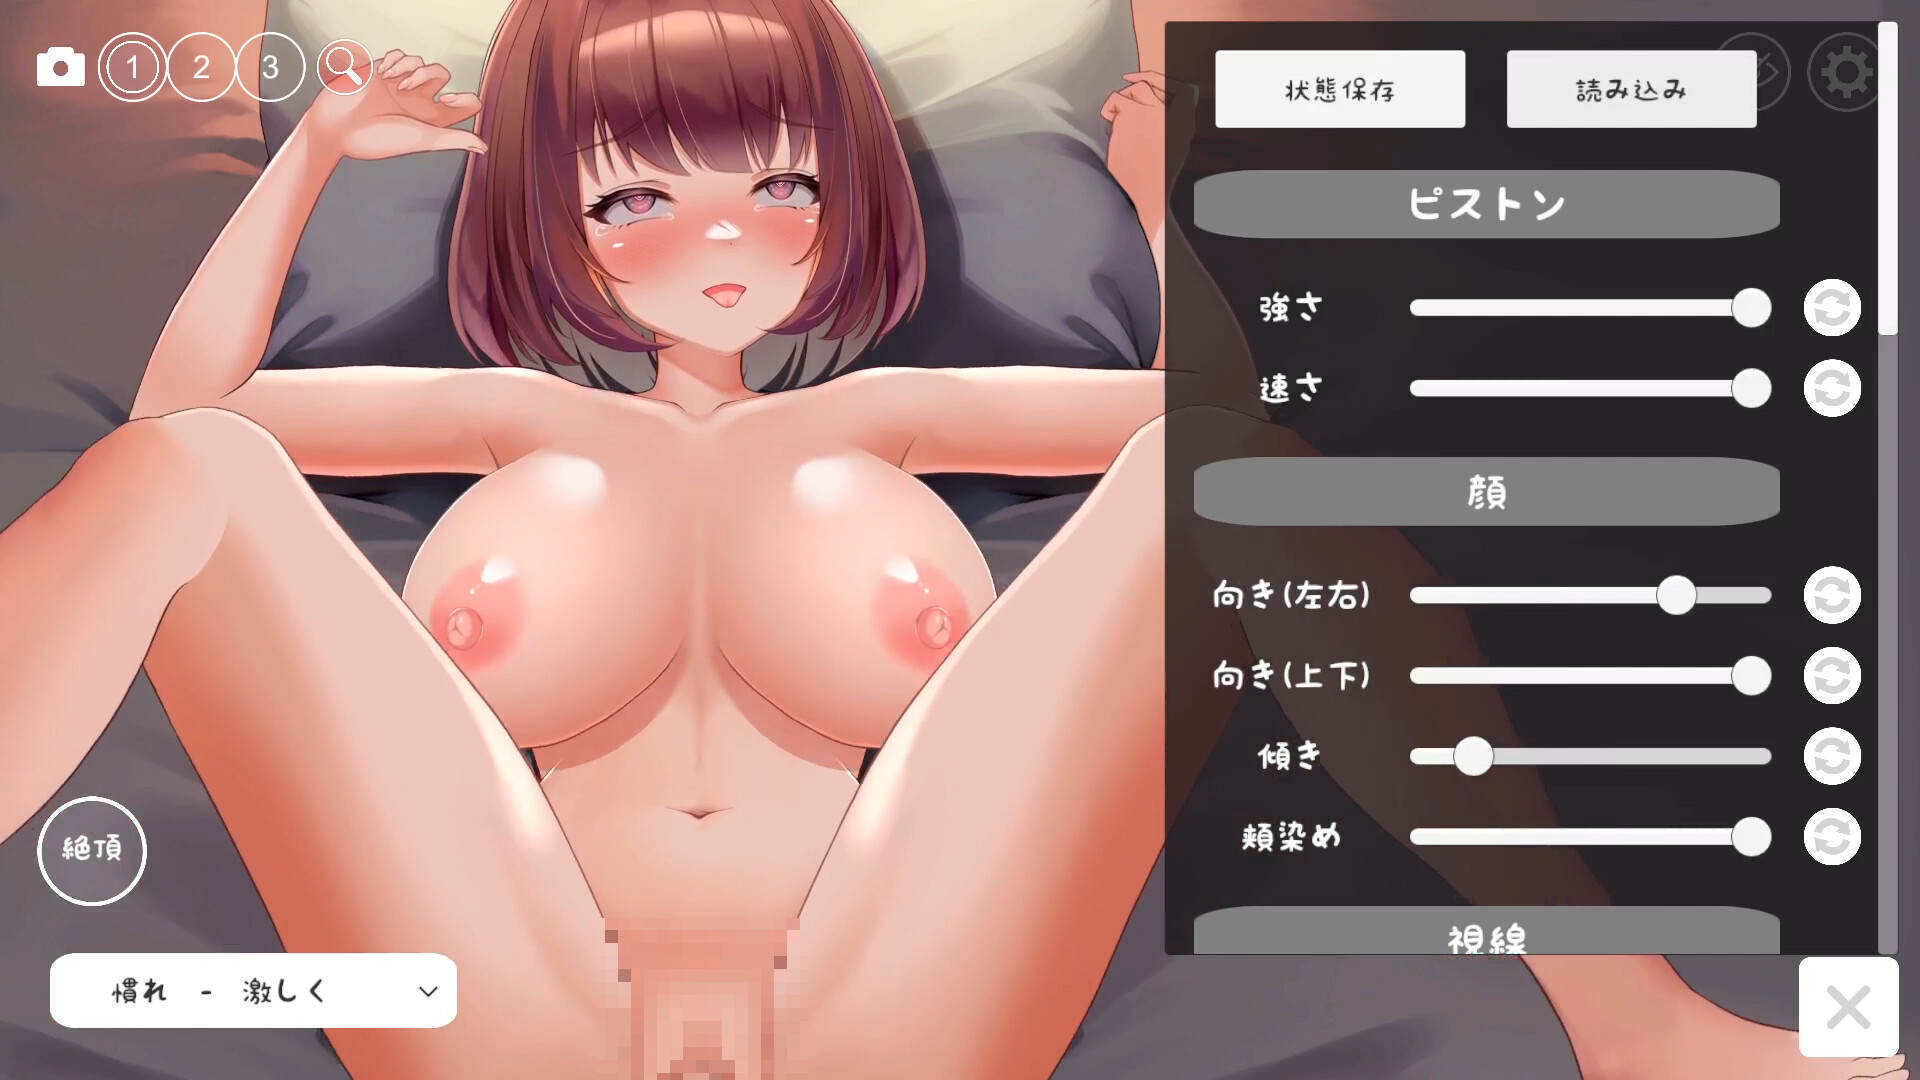 1 2 3
状態保存
読み込み
ピストン
強さ
速さ
顔
向き(左右)
向き(上下)
傾き
頬染め
視線
絶頂
慣れ - 激しく